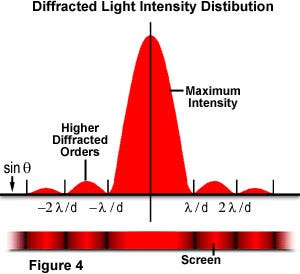 Diffracted Light Intensity Distibution
Maximum
Intensity
Higher
Diffracted
Orders
sin θ
−2 λ/d
−λ/d
λ/d
2 λ/d
Figure 4
Screen